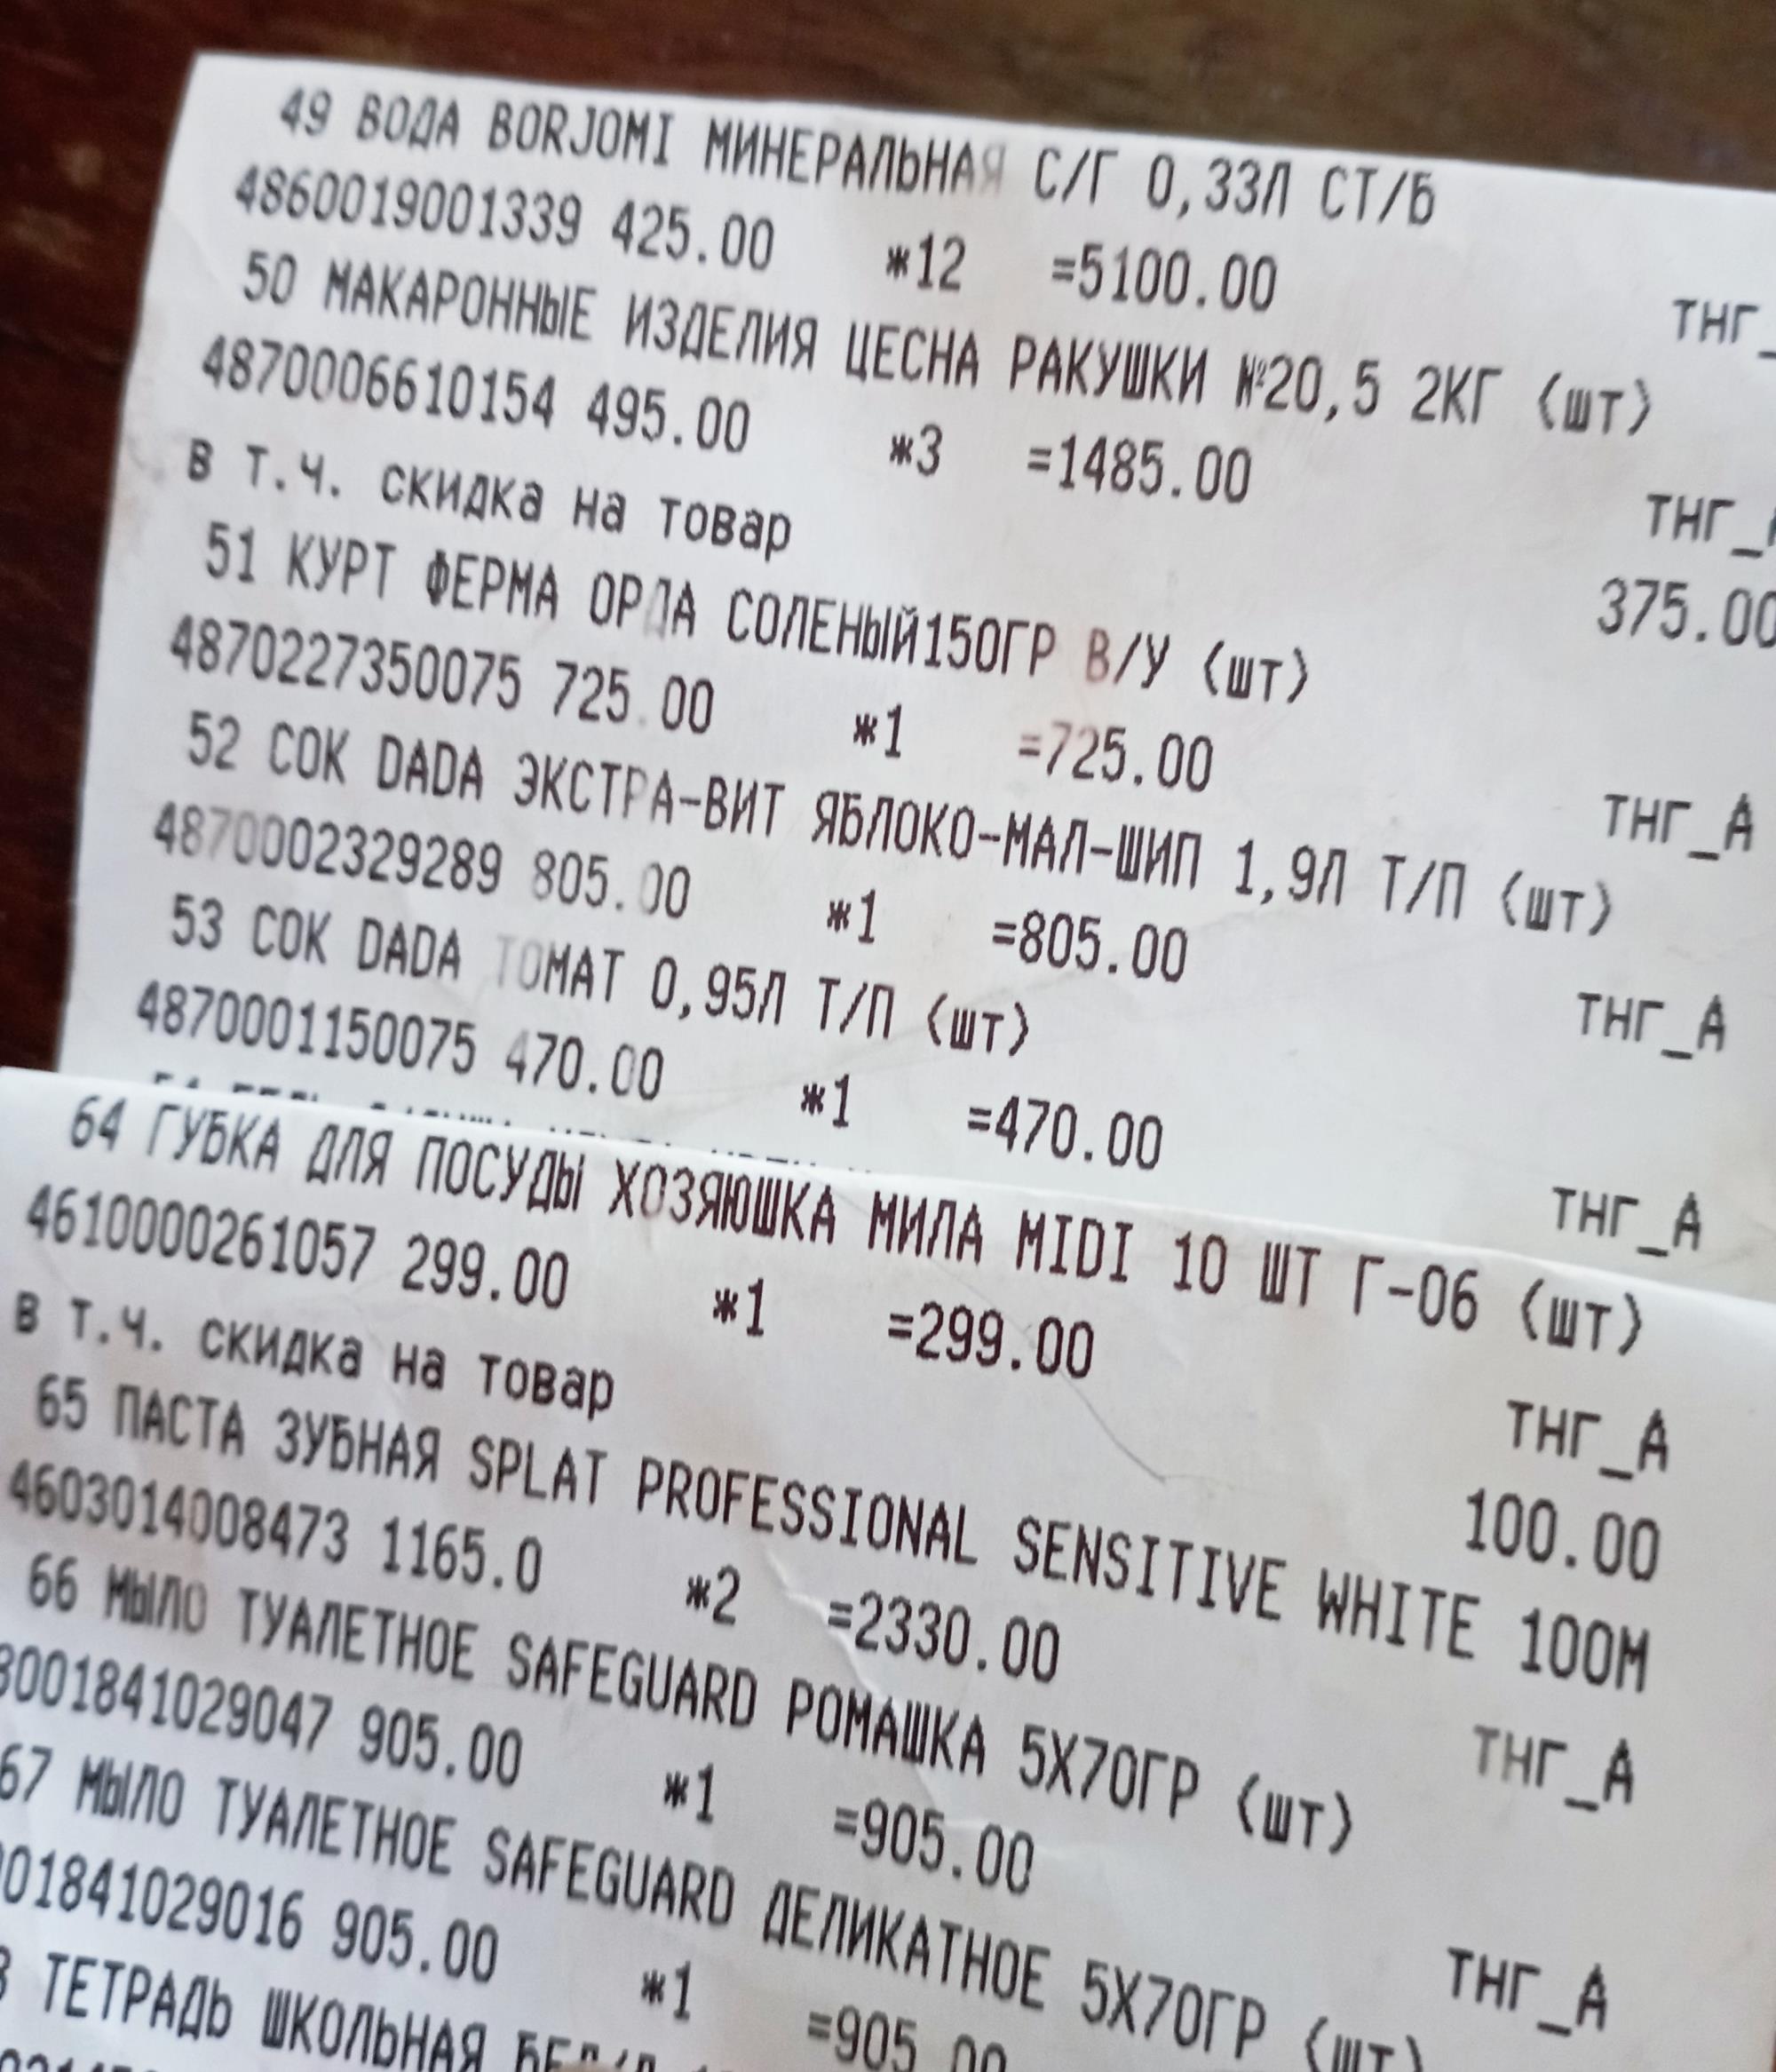 49 ВОДА BORJOMI МИНЕРАЛЬНАЯ С/Г 0,33Л СТ/Б
4860019001339 425.00 *12 =5100.00 ТНГ_
50 МАКАРОННЫЕ ИЗДЕЛИЯ ЦЕСНА РАКУШКИ №20,5 2КГ (шт)
4870006610154 495.00 *3 =1485.00 ТНГ_А
в т.ч. скидка на товар 375.00
51 КУРТ ФЕРМА ОРЛА СОЛЕНЫЙ150ГР В/У (шт)
4870227350075 725.00 *1 =725.00 ТНГ_А
52 СОК DADA ЭКСТРА-ВИТ ЯБЛОКО-МАЛ-ШИП 1,9Л Т/П (шт)
4870002329289 805.00 *1 =805.00 ТНГ_А
53 СОК DADA ТОМАТ 0,95Л Т/П (шт)
4870001150075 470.00 *1 =470.00 ТНГ_А
64 ГУБКА ДЛЯ ПОСУДЫ ХОЗЯЮШКА МИЛА MIDI 10 ШТ Г-06 (шт)
4610000261057 299.00 *1 =299.00 ТНГ_А
в т.ч. скидка на товар 100.00
65 ПАСТА ЗУБНАЯ SPLAT PROFESSIONAL SENSITIVE WHITE 100М
4603014008473 1165.0 *2 =2330.00 ТНГ_А
66 МЫЛО ТУАЛЕТНОЕ SAFEGUARD РОМАШКА 5Х70ГР (шт)
8001841029047 905.00 *1 =905.00 ТНГ_А
67 МЫЛО ТУАЛЕТНОЕ SAFEGUARD ДЕЛИКАТНОЕ 5Х70ГР (шт)
01841029016 905.00 *1 =905.00
ТЕТРАДЬ ШКОЛЬНАЯ